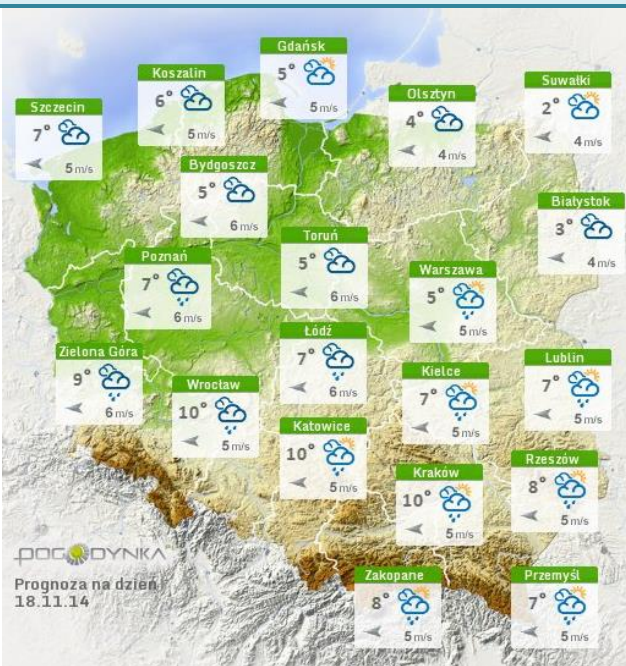 Gdańsk
5°
5 m/s
Koszalin
6°
5 m/s
Szczecin
7°
5 m/s
Olsztyn
4°
4 m/s
Suwałki
2°
4 m/s
Bydgoszcz
5°
6 m/s
Białystok
3°
4 m/s
Toruń
5°
6 m/s
Poznań
7°
6 m/s
Warszawa
5°
5 m/s
Łódź
7°
6 m/s
Zielona Góra
9°
6 m/s
Wrocław
10°
5 m/s
Kielce
7°
5 m/s
Lublin
7°
5 m/s
Katowice
10°
5 m/s
Kraków
10°
5 m/s
Rzeszów
8°
5 m/s
Zakopane
8°
5 m/s
Przemyśl
7°
5 m/s
POGODYNKA
Prognoza na dzień
18.11.14